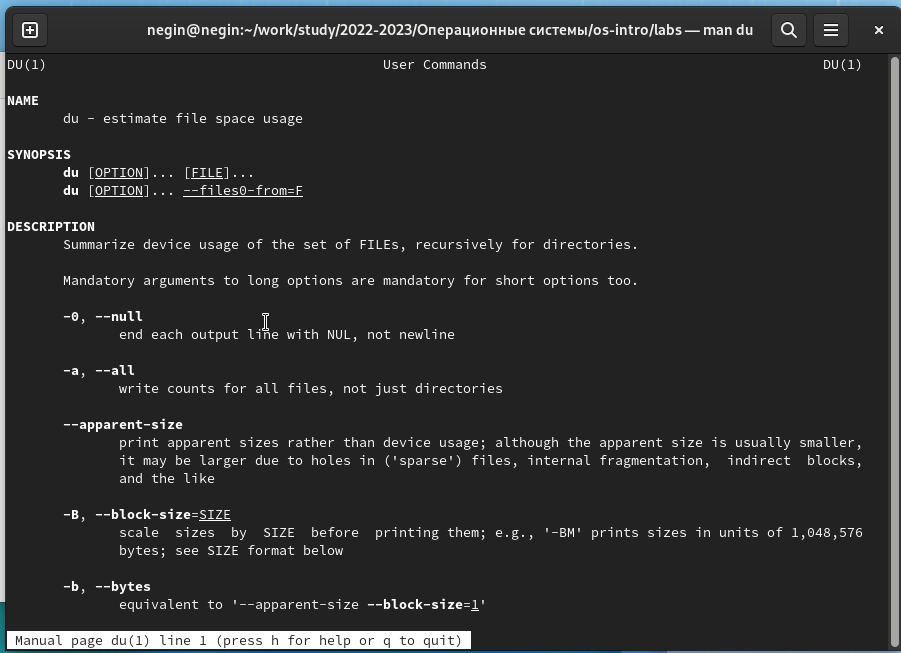 negin@negin:~/work/study/2022-2023/Операционные системы/os-intro/labs — man du
DU(1) User Commands DU(1)
NAME
du - estimate file space usage
SYNOPSIS
du [OPTION]... [FILE]...
du [OPTION]... --files0-from=F
DESCRIPTION
Summarize device usage of the set of FILEs, recursively for directories.
Mandatory arguments to long options are mandatory for short options too.
-0, --null
end each output line with NUL, not newline
-a, --all
write counts for all files, not just directories
--apparent-size
print apparent sizes rather than device usage; although the apparent size is usually smaller,
it may be larger due to holes in ('sparse') files, internal fragmentation,  indirect  blocks,
and the like
-B, --block-size=SIZE
scale  sizes  by  SIZE  before  printing them; e.g., '-BM' prints sizes in units of 1,048,576
bytes; see SIZE format below
-b, --bytes
equivalent to '--apparent-size --block-size=1'
Manual page du(1) line 1 (press h for help or q to quit)